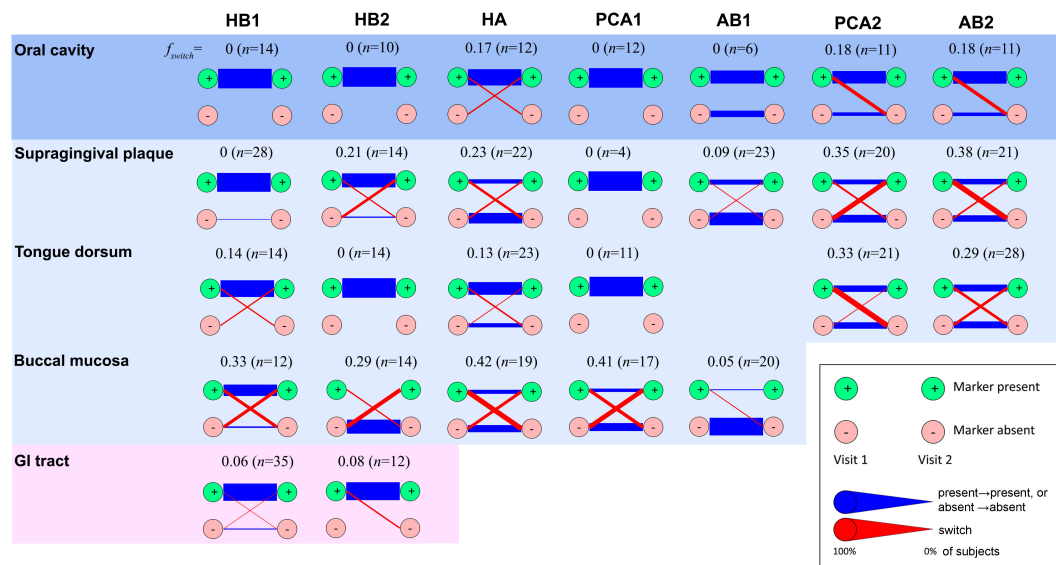 HB1 HB2 HA PCA1 AB1 PCA2 AB2
Oral cavity f switch= 0 (n=14) 0 (n=10) 0.17 (n=12) 0 (n=12) 0 (n=6) 0.18 (n=11) 0.18 (n=11)
+ + + + + + + + + + + + + +
- - - - - - - - - - - - - -
Supragingival plaque 0 (n=28) 0.21 (n=14) 0.23 (n=22) 0 (n=4) 0.09 (n=23) 0.35 (n=20) 0.38 (n=21)
+ + + + + + + + + + + + + +
- - - - - - - - - - - - - -
Tongue dorsum 0.14 (n=14) 0 (n=14) 0.13 (n=23) 0 (n=11) 0.33 (n=21) 0.29 (n=28)
+ + + + + + + + + + + +
- - - - - - - - - - - -
Buccal mucosa 0.33 (n=12) 0.29 (n=14) 0.42 (n=19) 0.41 (n=17) 0.05 (n=20)
+ + + + + + + + + +
- - - - - - - - - -
GI tract 0.06 (n=35) 0.08 (n=12)
+ + + +
- - - -
+ + Marker present
- - Marker absent
Visit 1 Visit 2
present→present, or
absent →absent
switch
100% 0% of subjects